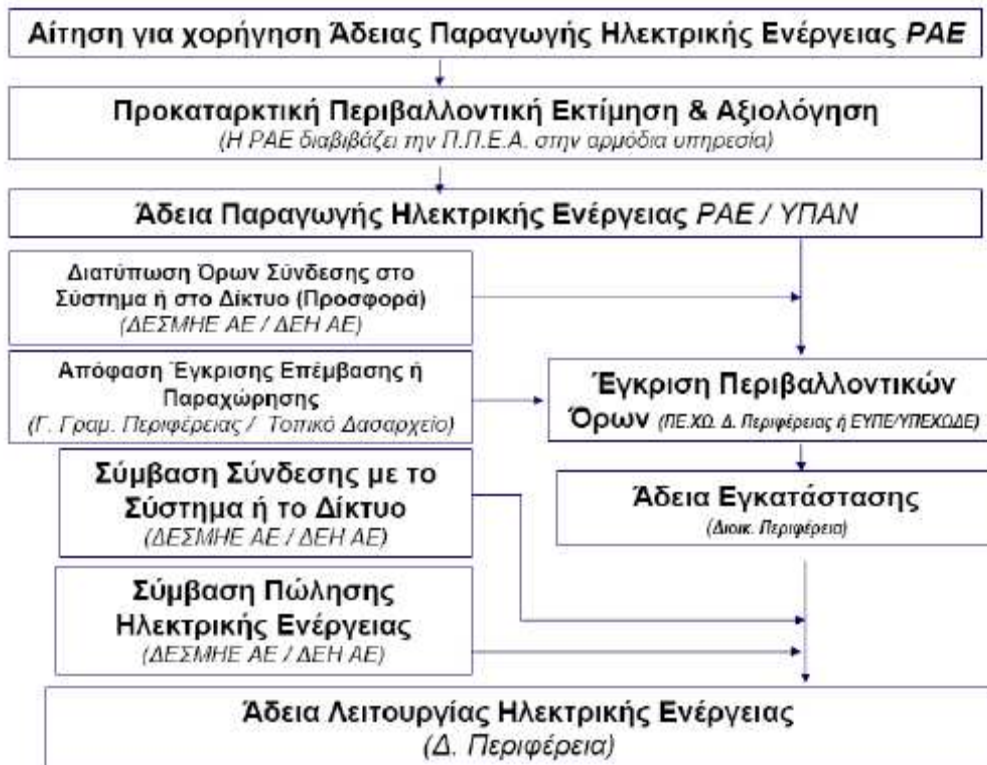 Αίτηση για χορήγηση Άδειας Παραγωγής Ηλεκτρικής Ενέργειας ΡΑΕ
Προκαταρκτική Περιβαλλοντική Εκτίμηση & Αξιολόγηση
(Η ΡΑΕ διαβιβάζει την Π.Π.Ε.Α. στην αρμόδια υπηρεσία)
Άδεια Παραγωγής Ηλεκτρικής Ενέργειας ΡΑΕ / ΥΠΑΝ
Διατύπωση Όρων Σύνδεσης στο
Σύστημα ή στο Δίκτυο (Προσφορά)
(ΔΕΣΜΗΕ ΑΕ / ΔΕΗ ΑΕ)
Απόφαση Έγκρισης Επέμβασης ή
Παραχώρησης
(Γ. Γραμ. Περιφέρειας / Τοπικό Δασαρχείο)
Έγκριση Περιβαλλοντικών
Όρων (ΠΕ.ΧΩ. Δ. Περιφέρειας ή ΕΥΠΕ/ΥΠΕΧΩΔΕ)
Σύμβαση Σύνδεσης με το
Σύστημα ή το Δίκτυο
(ΔΕΣΜΗΕ ΑΕ / ΔΕΗ ΑΕ)
Άδεια Εγκατάστασης
(Διοικ. Περιφέρεια)
Σύμβαση Πώλησης
Ηλεκτρικής Ενέργειας
(ΔΕΣΜΗΕ ΑΕ / ΔΕΗ ΑΕ)
Άδεια Λειτουργίας Ηλεκτρικής Ενέργειας
(Δ. Περιφέρεια)